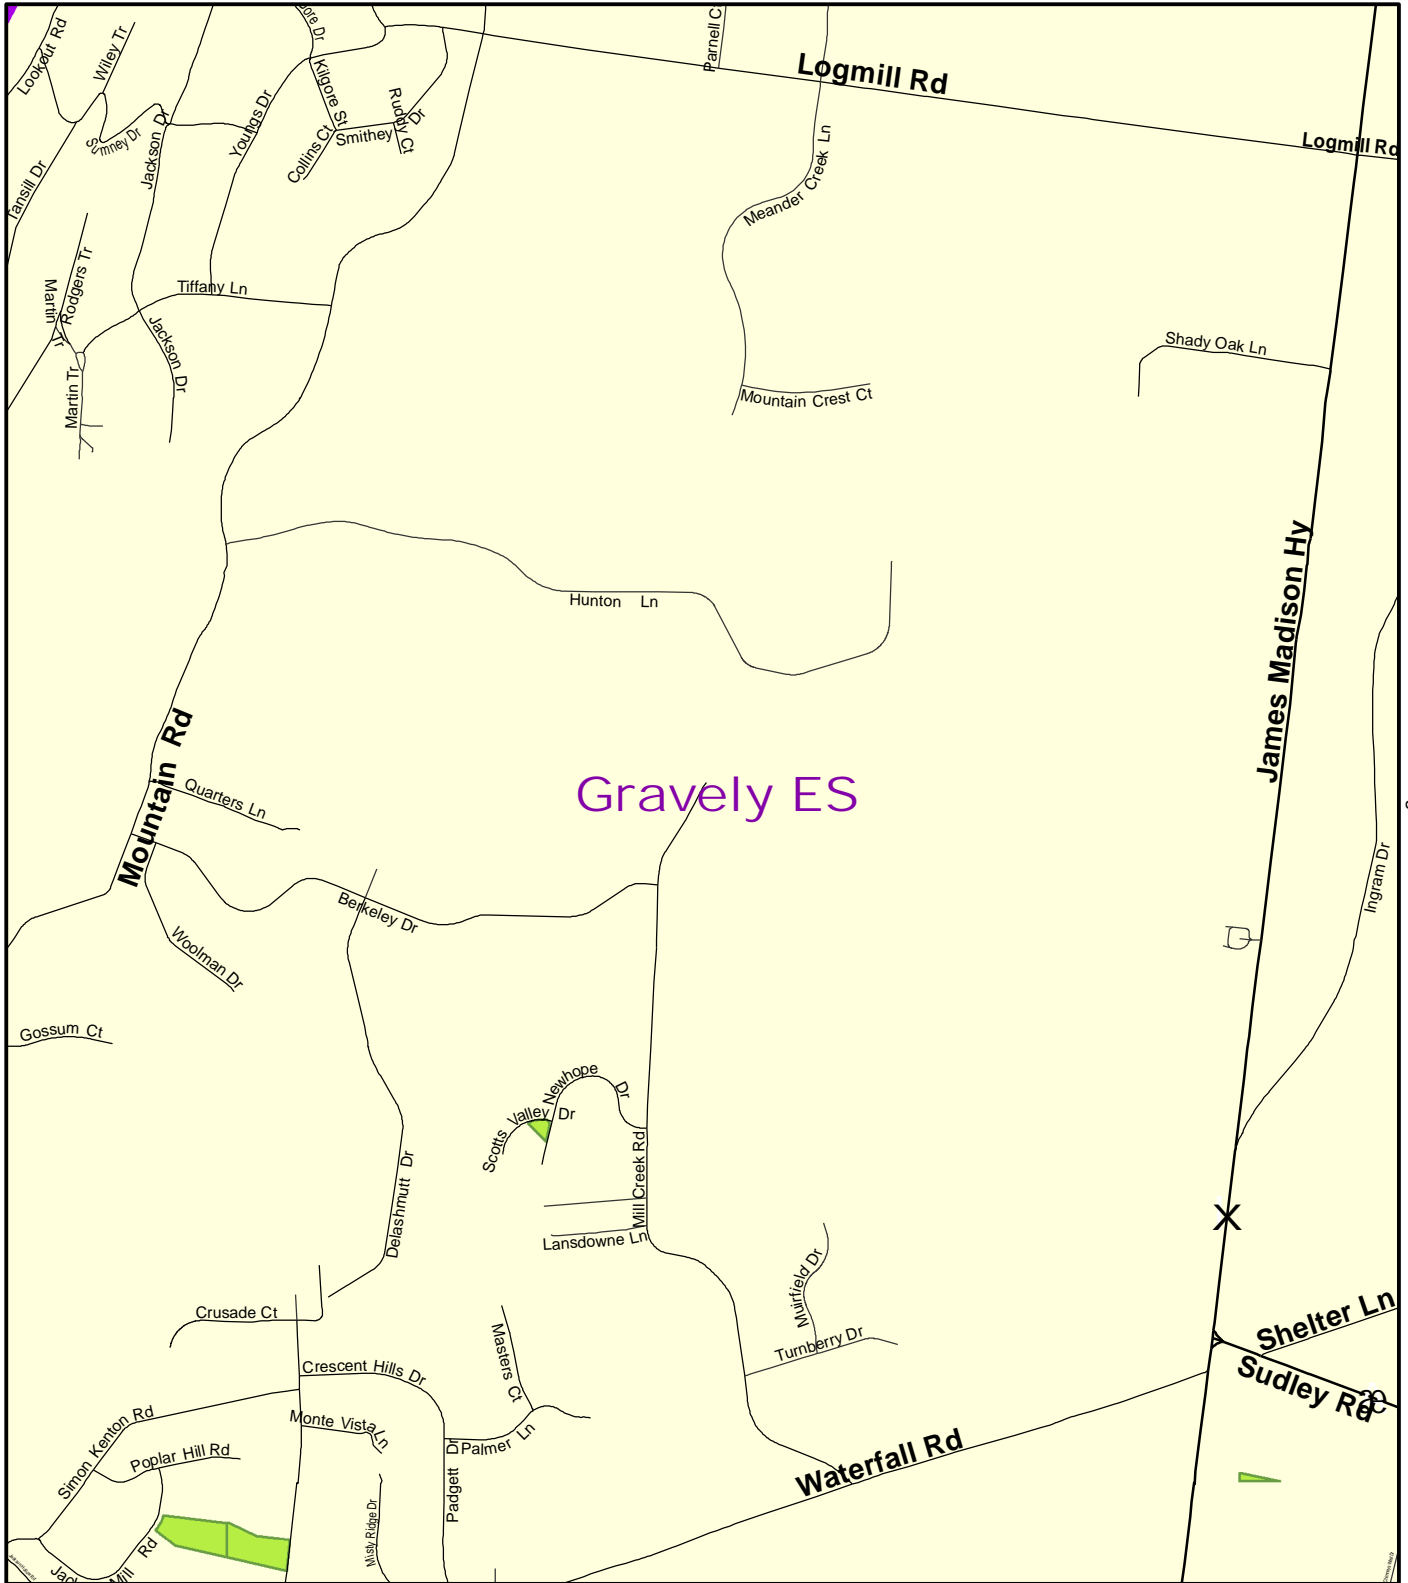 Lookout Rd
Wiley Tr
Kilgore St
Youngs Dr
Ruddy Ct
Smithey Dr
Collins Ct
Parnell C
Logmill Rd
Logmill Rd
Jackson Dr
Tansill Dr
Meander Creek Ln
Rodgers Tr
Martin Tr
Tiffany Ln
Jackson Dr
Martin Tr
Shady Oak Ln
Mountain Crest Ct
James Madison Hy
Hunton Ln
Mountain Rd
Quarters Ln
Gravely ES
Ingram Dr
Berkeley Dr
Woolman Dr
Gossum Ct
Newhope Dr
Scotts Valley Dr
Mill Creek Rd
Delashmutt Dr
Lansdowne Ln
X
Muirfield Dr
Crusade Ct
Masters Ct
Turnberry Dr
Shelter Ln
Sudley Rd
Crescent Hills Dr
Monte Vista Ln
Simon Kenton Rd
Palmer Ln
Poplar Hill Rd
Padgett Dr
Waterfall Rd
Misty Ridge Dr
Mill Rd